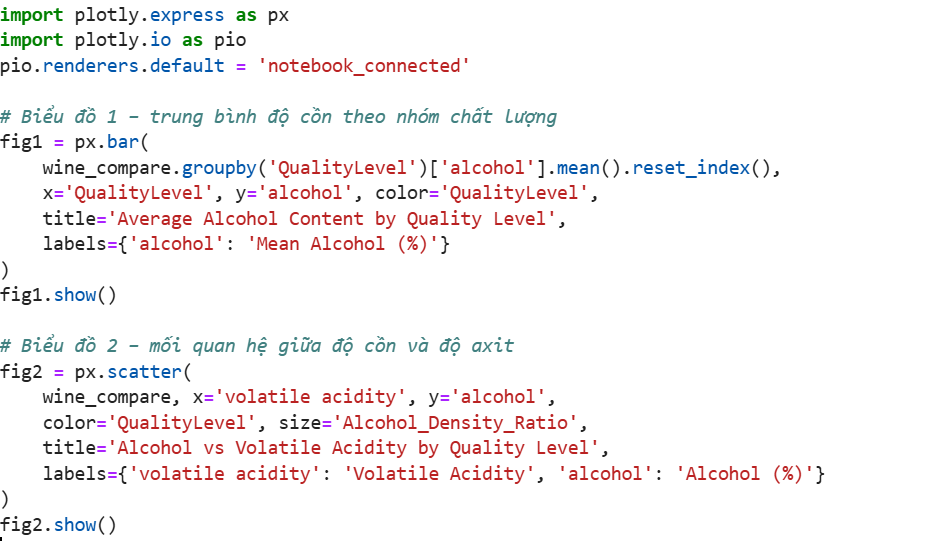 import plotly.express as px
import plotly.io as pio
pio.renderers.default = 'notebook_connected'
# Biểu đồ 1 – trung bình độ cồn theo nhóm chất lượng
fig1 = px.bar(
    wine_compare.groupby('QualityLevel')['alcohol'].mean().reset_index(),
    x='QualityLevel', y='alcohol', color='QualityLevel',
    title='Average Alcohol Content by Quality Level',
    labels={'alcohol': 'Mean Alcohol (%)'}
)
fig1.show()
# Biểu đồ 2 – mối quan hệ giữa độ cồn và độ axit
fig2 = px.scatter(
    wine_compare, x='volatile acidity', y='alcohol',
    color='QualityLevel', size='Alcohol_Density_Ratio',
    title='Alcohol vs Volatile Acidity by Quality Level',
    labels={'volatile acidity': 'Volatile Acidity', 'alcohol': 'Alcohol (%)'}
)
fig2.show()